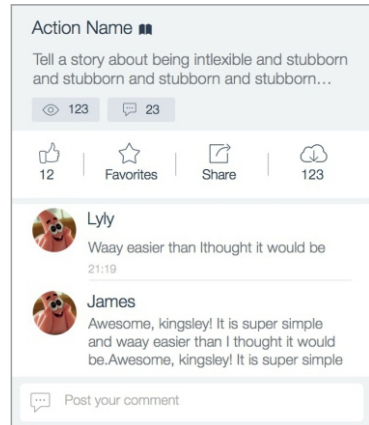 Action Name
Tell a story about being intlexible and stubborn
and stubborn and stubborn and stubborn…
123
23
12
Favorites
Share
123
Lyly
Waay easier than Ithought it would be
21:19
James
Awesome, kingsley! It is super simple
and waay easier than I thought it would
be.Awesome, kingsley! It is super simple
Post your comment